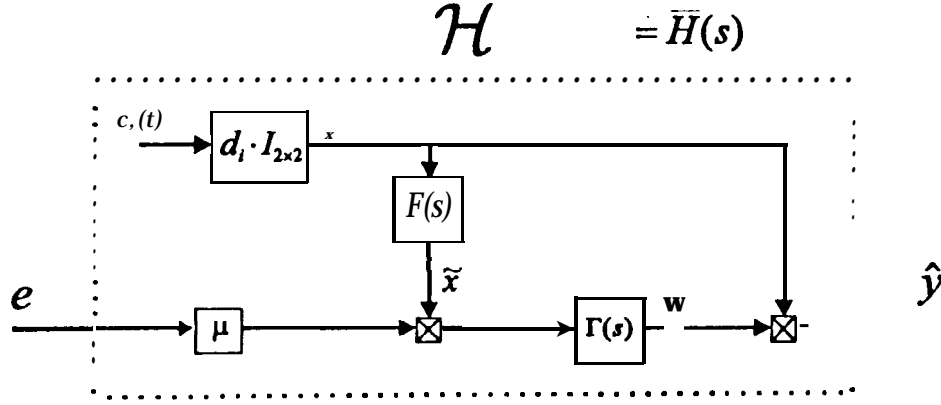 ℋ = H̅(s)
c,(t)
dᵢ · I₂ₓ₂
x
F(s)
x̃
e
μ
Γ(s)
w
-
ŷ